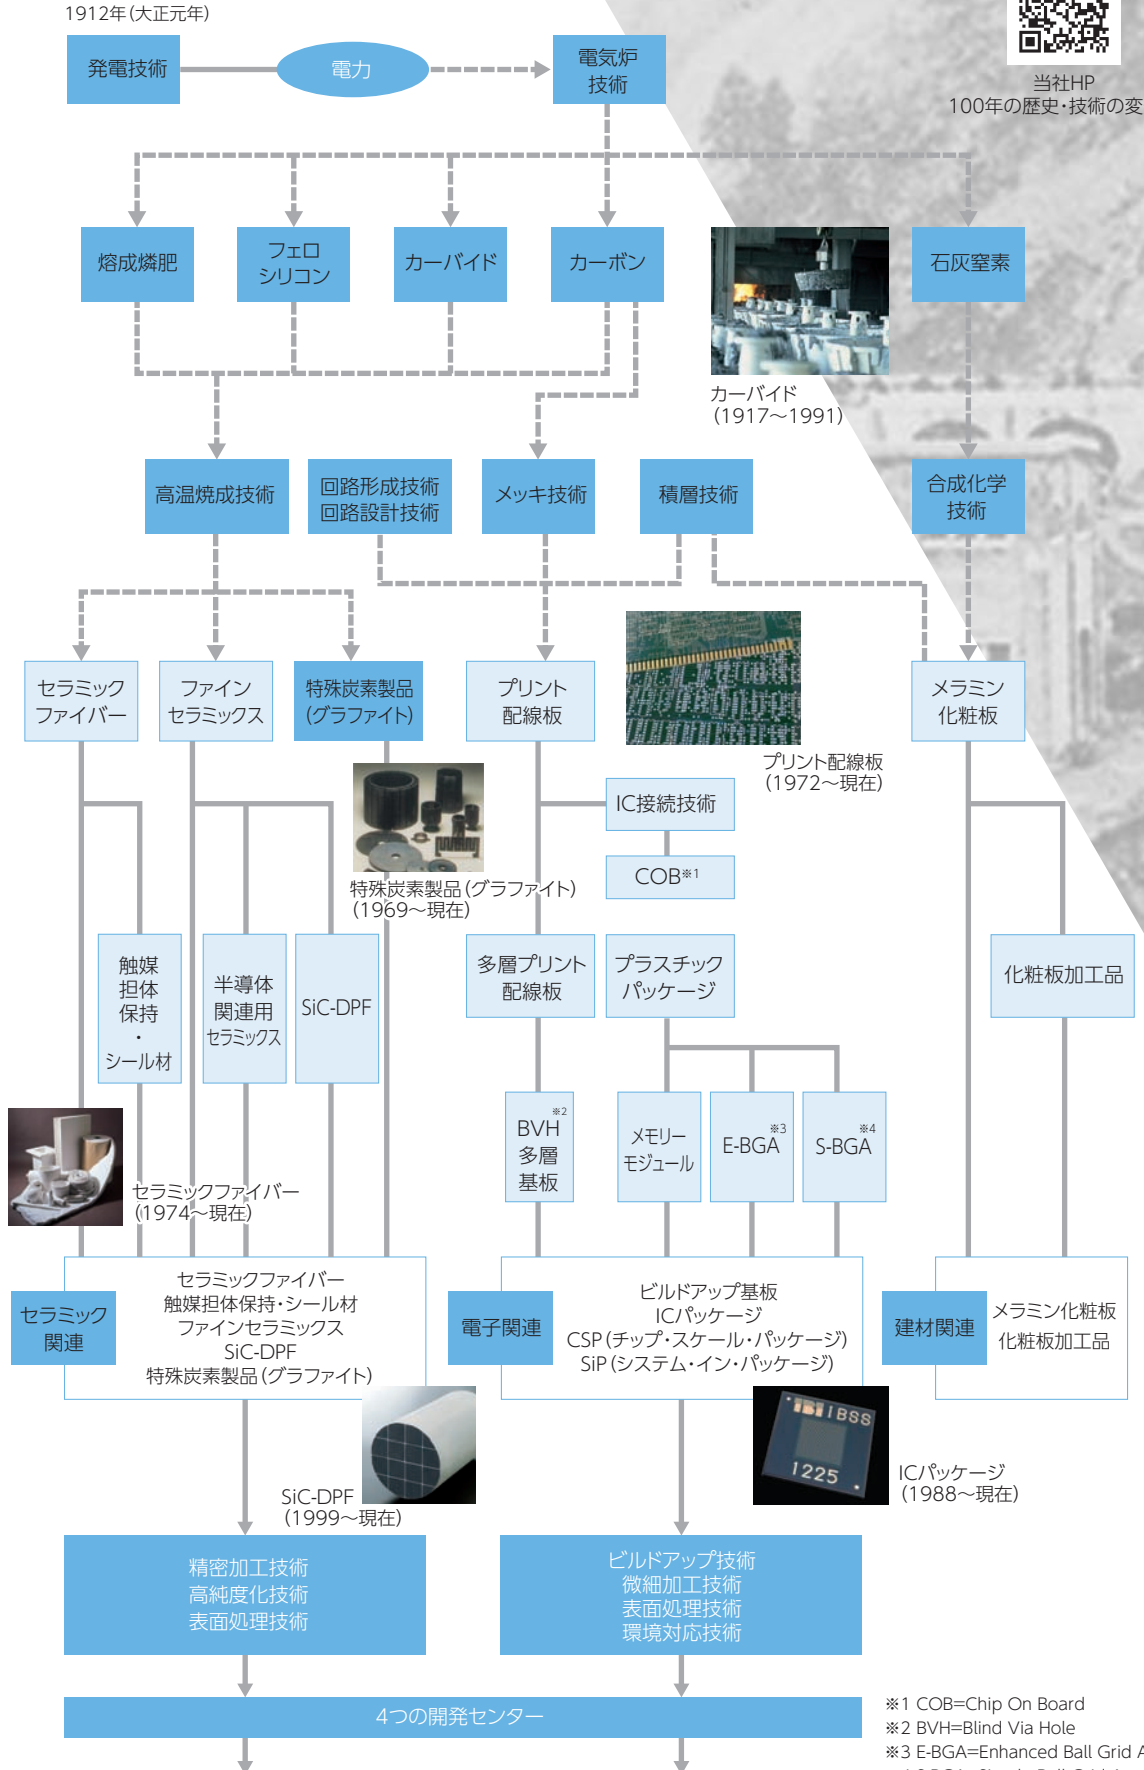 1912年(大正元年)
発電技術
電力
電気炉
技術
当社HP
100年の歴史・技術の変
熔成燐肥
フェロ
シリコン
カーバイド
カーボン
石灰窒素
カーバイド
(1917〜1991)
高温焼成技術
回路形成技術
回路設計技術
メッキ技術
積層技術
合成化学
技術
セラミック
ファイバー
ファイン
セラミックス
特殊炭素製品
(グラファイト)
プリント
配線板
メラミン
化粧板
プリント配線板
(1972〜現在)
IC接続技術
COB※1
特殊炭素製品(グラファイト)
(1969〜現在)
触媒
担体
保持
・
シール材
半導体
関連用
セラミックス
SiC-DPF
多層プリント
配線板
プラスチック
パッケージ
化粧板加工品
BVH※2
多層
基板
メモリー
モジュール
E-BGA※3
S-BGA※4
セラミックファイバー
(1974〜現在)
セラミック
関連
セラミックファイバー
触媒担体保持・シール材
ファインセラミックス
SiC-DPF
特殊炭素製品(グラファイト)
電子関連
ビルドアップ基板
ICパッケージ
CSP(チップ・スケール・パッケージ)
SiP(システム・イン・パッケージ)
建材関連
メラミン化粧板
化粧板加工品
IBIIBSS
1225
SiC-DPF
(1999〜現在)
ICパッケージ
(1988〜現在)
精密加工技術
高純度化技術
表面処理技術
ビルドアップ技術
微細加工技術
表面処理技術
環境対応技術
4つの開発センター
※1 COB=Chip On Board
※2 BVH=Blind Via Hole
※3 E-BGA=Enhanced Ball Grid A